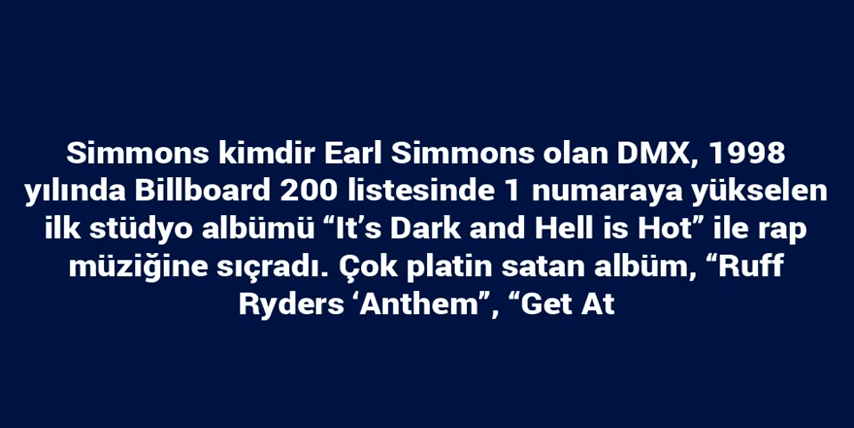 Simmons kimdir Earl Simmons olan DMX, 1998
yılında Billboard 200 listesinde 1 numaraya yükselen
ilk stüdyo albümü “It’s Dark and Hell is Hot” ile rap
müziğine sıçradı. Çok platin satan albüm, “Ruff
Ryders ‘Anthem”, “Get At